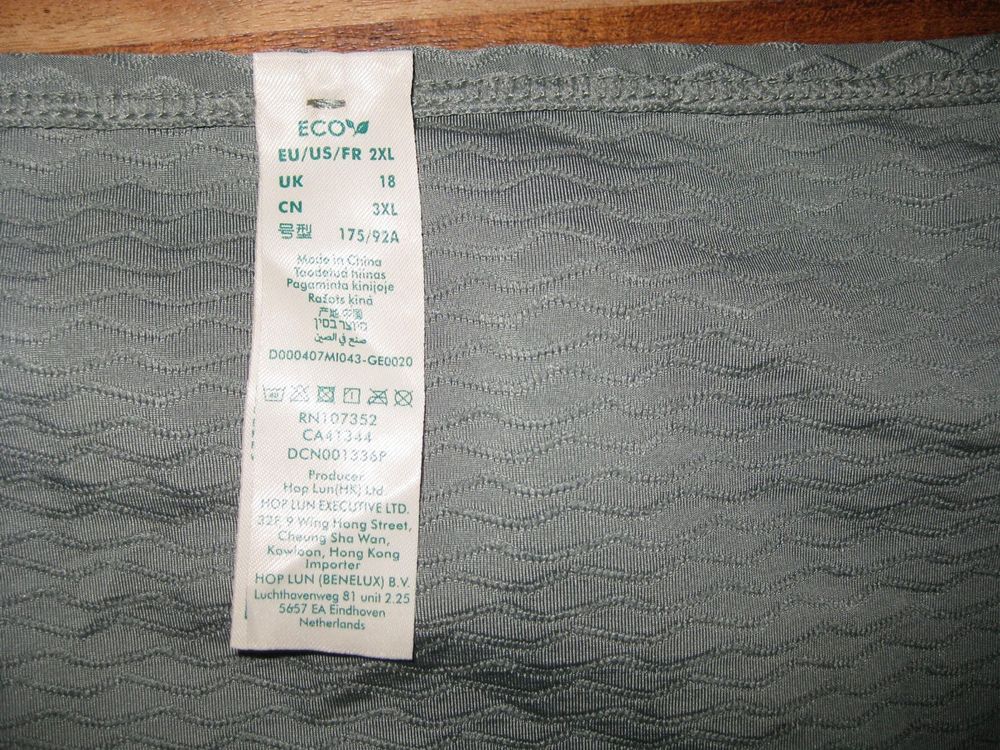 ECO
EU/US/FR 2XL
UK 18
CN 3XL
号型 175/92A
Made in China
Toodetud hiinas
Pagaminta kinijoje
Ražots ķīnā
产地 中国
מיוצר בסין
صنع في الصين
D000407MI043-GE0020
RN107352
CA41344
DCN001336P
Producer
Hop Lun(HK) Ltd.
HOP LUN EXECUTIVE LTD.
32F, 9 Wing Hong Street,
Cheung Sha Wan,
Kowloon, Hong Kong
Importer
HOP LUN (BENELUX) B.V.
Luchthavenweg 81 unit 2.25
5657 EA Eindhoven
Netherlands